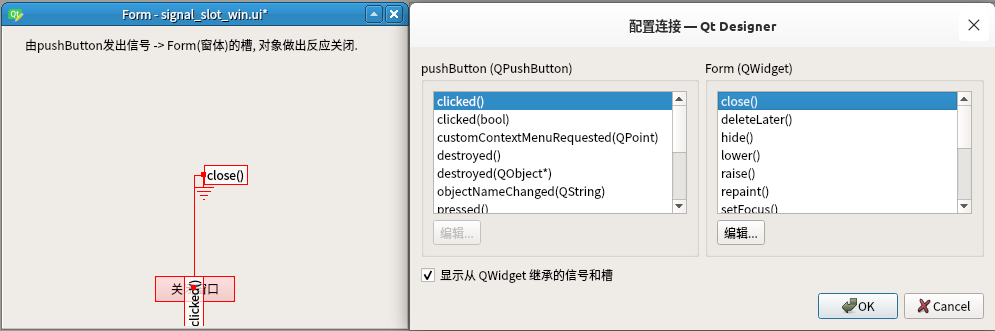 Form - signal_slot_win.ui*
由pushButton发出信号 -> Form(窗体)的槽, 对象做出反应关闭.
close()
关 窗口
clicked()
配置连接 — Qt Designer
pushButton (QPushButton)
clicked()
clicked(bool)
customContextMenuRequested(QPoint)
destroyed()
destroyed(QObject*)
objectNameChanged(QString)
pressed()
编辑...
Form (QWidget)
close()
deleteLater()
hide()
lower()
raise()
repaint()
setFocus()
编辑...
显示从 QWidget 继承的信号和槽
OK
Cancel